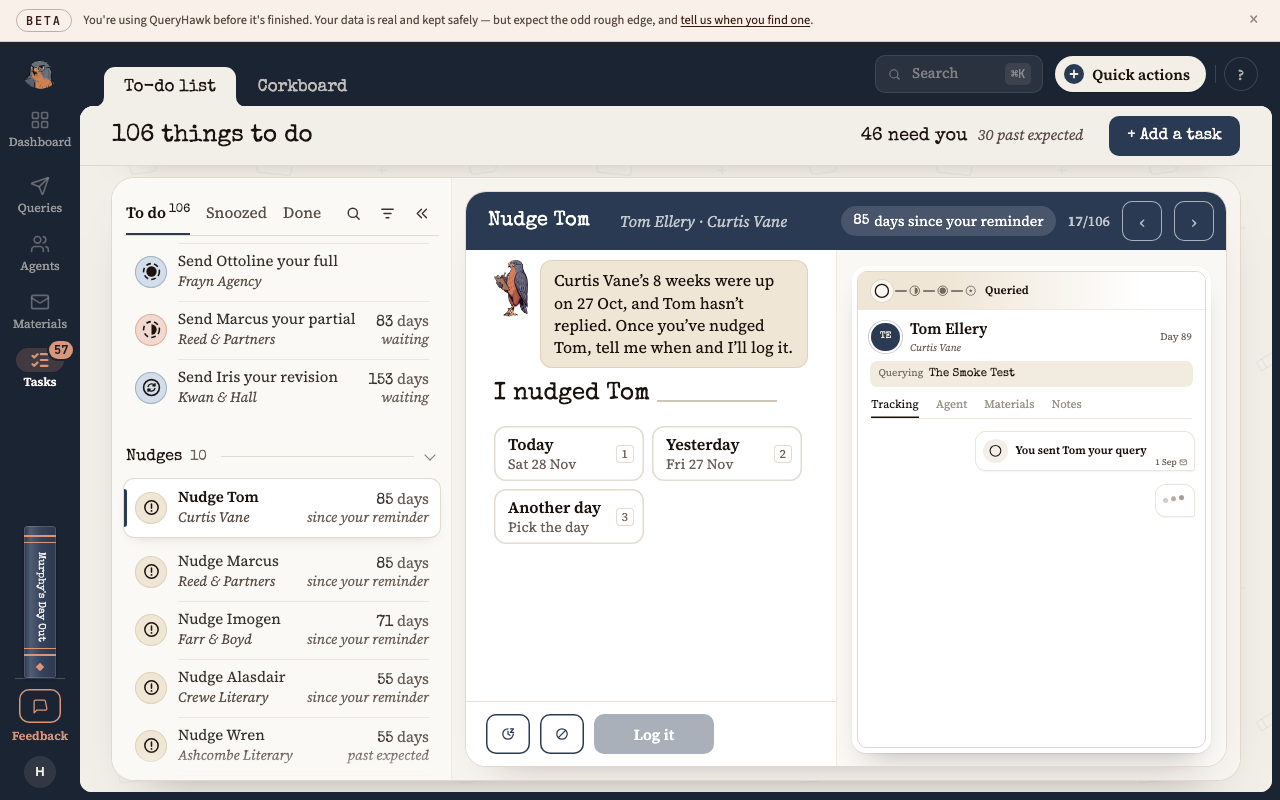 BETA
You're using QueryHawk before it's finished. Your data is real and kept safely — but expect the odd rough edge, and tell us when you find one.
×
To-do list
Corkboard
Search
⌘K
+ Quick actions
?
Dashboard
Queries
Agents
Materials
57
Tasks
Murphy's Day Out
Feedback
H
106 things to do
46 need you
30 past expected
+ Add a task
To do 106
Snoozed
Done
Send Ottoline your full
Frayn Agency
Send Marcus your partial
83 days
Reed & Partners
waiting
Send Iris your revision
153 days
Kwan & Hall
waiting
Nudges 10
Nudge Tom
85 days
Curtis Vane
since your reminder
Nudge Marcus
85 days
Reed & Partners
since your reminder
Nudge Imogen
71 days
Farr & Boyd
since your reminder
Nudge Alasdair
55 days
Crewe Literary
since your reminder
Nudge Wren
55 days
Ashcombe Literary
past expected
Nudge Tom
Tom Ellery · Curtis Vane
85 days since your reminder
17/106
Curtis Vane’s 8 weeks were up
on 27 Oct, and Tom hasn’t
replied. Once you’ve nudged
Tom, tell me when and I’ll log it.
I nudged Tom
Today
Sat 28 Nov
1
Yesterday
Fri 27 Nov
2
Another day
Pick the day
3
Log it
Queried
TE
Tom Ellery
Curtis Vane
Day 89
Querying The Smoke Test
Tracking
Agent
Materials
Notes
You sent Tom your query
1 Sep